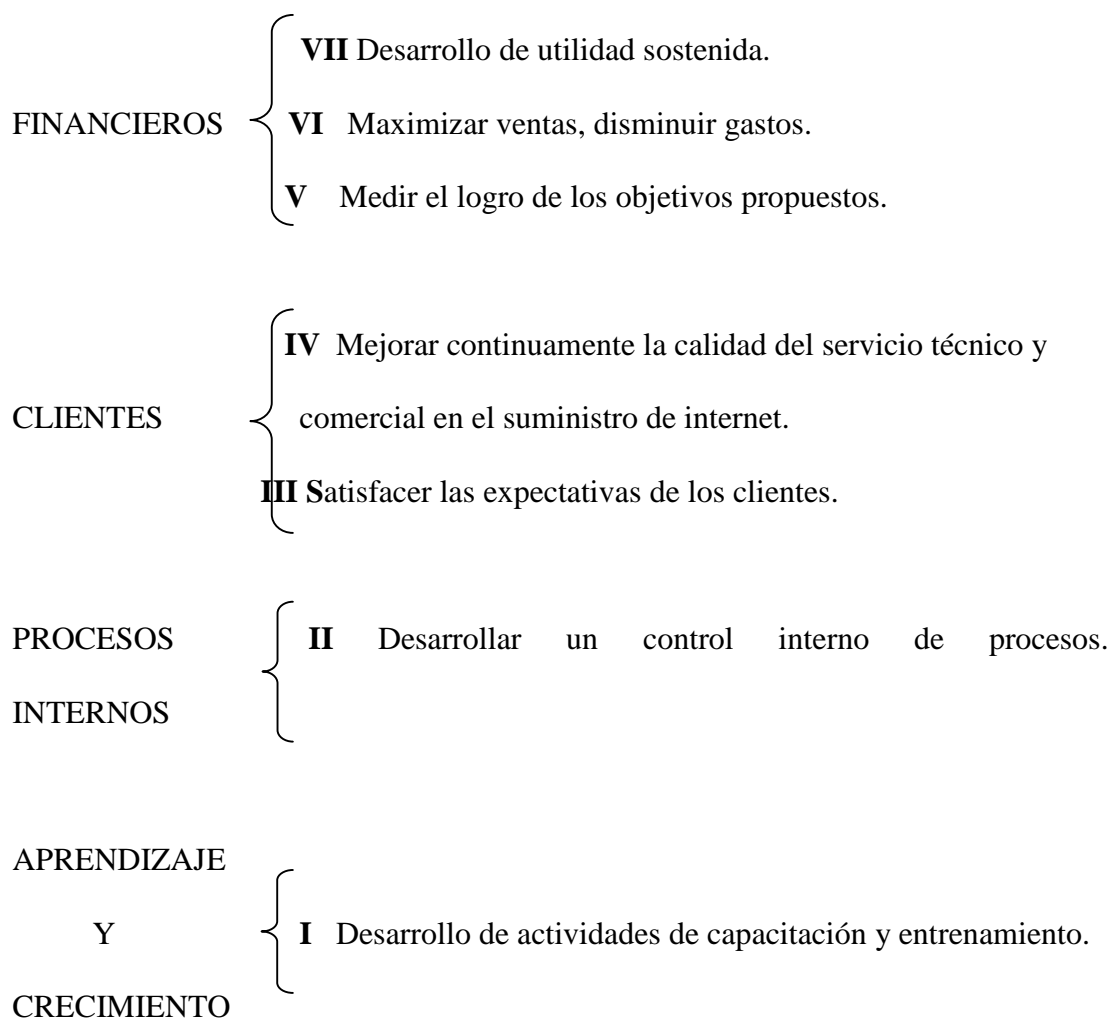 VII Desarrollo de utilidad sostenida.
FINANCIEROS VI Maximizar ventas, disminuir gastos.
V Medir el logro de los objetivos propuestos.
IV Mejorar continuamente la calidad del servicio técnico y
CLIENTES comercial en el suministro de internet.
III Satisfacer las expectativas de los clientes.
PROCESOS II Desarrollar un control interno de procesos.
INTERNOS
APRENDIZAJE
Y I Desarrollo de actividades de capacitación y entrenamiento.
CRECIMIENTO